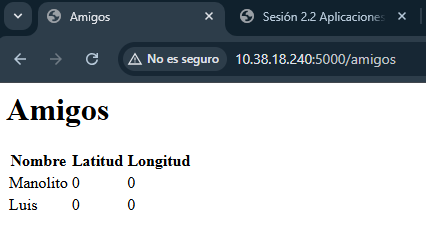 Amigos
Sesión 2.2 Aplicaciones
No es seguro
10.38.18.240:5000/amigos
Amigos
Nombre Latitud Longitud
Manolito 0 0
Luis 0 0